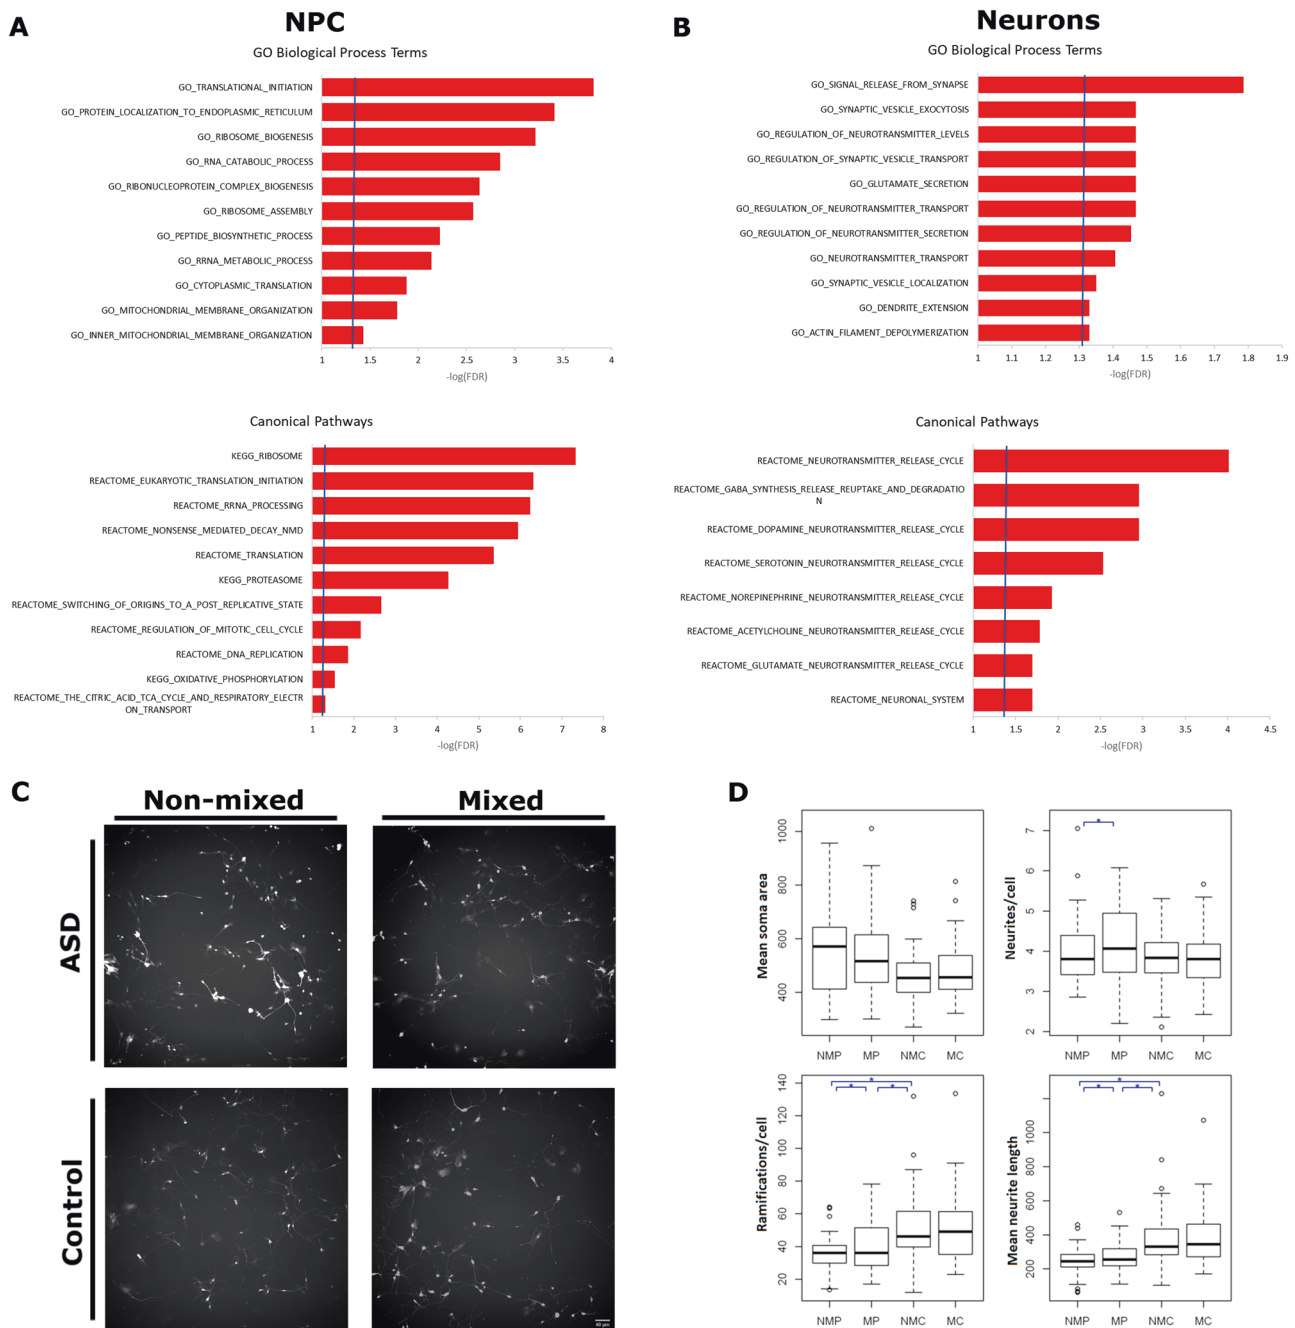 A
NPC
GO Biological Process Terms
GO_TRANSLATIONAL_INITIATION
GO_PROTEIN_LOCALIZATION_TO_ENDOPLASMIC_RETICULUM
GO_RIBOSOME_BIOGENESIS
GO_RNA_CATABOLIC_PROCESS
GO_RIBONUCLEOPROTEIN_COMPLEX_BIOGENESIS
GO_RIBOSOME_ASSEMBLY
GO_PEPTIDE_BIOSYNTHETIC_PROCESS
GO_RRNA_METABOLIC_PROCESS
GO_CYTOPLASMIC_TRANSLATION
GO_MITOCHONDRIAL_MEMBRANE_ORGANIZATION
GO_INNER_MITOCHONDRIAL_MEMBRANE_ORGANIZATION
1 1.5 2 2.5 3 3.5 4
-log(FDR)
Canonical Pathways
KEGG_RIBOSOME
REACTOME_EUKARYOTIC_TRANSLATION_INITIATION
REACTOME_RRNA_PROCESSING
REACTOME_NONSENSE_MEDIATED_DECAY_NMD
REACTOME_TRANSLATION
KEGG_PROTEASOME
REACTOME_SWITCHING_OF_ORIGINS_TO_A_POST_REPLICATIVE_STATE
REACTOME_REGULATION_OF_MITOTIC_CELL_CYCLE
REACTOME_DNA_REPLICATION
KEGG_OXIDATIVE_PHOSPHORYLATION
REACTOME_THE_CITRIC_ACID_TCA_CYCLE_AND_RESPIRATORY_ELECTR
ON_TRANSPORT
1 2 3 4 5 6 7 8
-log(FDR)
B
Neurons
GO Biological Process Terms
GO_SIGNAL_RELEASE_FROM_SYNAPSE
GO_SYNAPTIC_VESICLE_EXOCYTOSIS
GO_REGULATION_OF_NEUROTRANSMITTER_LEVELS
GO_REGULATION_OF_SYNAPTIC_VESICLE_TRANSPORT
GO_GLUTAMATE_SECRETION
GO_REGULATION_OF_NEUROTRANSMITTER_TRANSPORT
GO_REGULATION_OF_NEUROTRANSMITTER_SECRETION
GO_NEUROTRANSMITTER_TRANSPORT
GO_SYNAPTIC_VESICLE_LOCALIZATION
GO_DENDRITE_EXTENSION
GO_ACTIN_FILAMENT_DEPOLYMERIZATION
1 1.1 1.2 1.3 1.4 1.5 1.6 1.7 1.8 1.9
-log(FDR)
Canonical Pathways
REACTOME_NEUROTRANSMITTER_RELEASE_CYCLE
REACTOME_GABA_SYNTHESIS_RELEASE_REUPTAKE_AND_DEGRADATIO
N
REACTOME_DOPAMINE_NEUROTRANSMITTER_RELEASE_CYCLE
REACTOME_SEROTONIN_NEUROTRANSMITTER_RELEASE_CYCLE
REACTOME_NOREPINEPHRINE_NEUROTRANSMITTER_RELEASE_CYCLE
REACTOME_ACETYLCHOLINE_NEUROTRANSMITTER_RELEASE_CYCLE
REACTOME_GLUTAMATE_NEUROTRANSMITTER_RELEASE_CYCLE
REACTOME_NEURONAL_SYSTEM
1 1.5 2 2.5 3 3.5 4 4.5
-log(FDR)
C
Non-mixed
Mixed
ASD
Control
40 µm
D
Mean soma area
1000
800
600
400
NMP MP NMC MC
Neurites/cell
7
6
5
4
3
2
*
NMP MP NMC MC
Ramifications/cell
140
120
100
80
60
40
20
*
* *
NMP MP NMC MC
Mean neurite length
1000
800
600
400
200
*
* *
NMP MP NMC MC